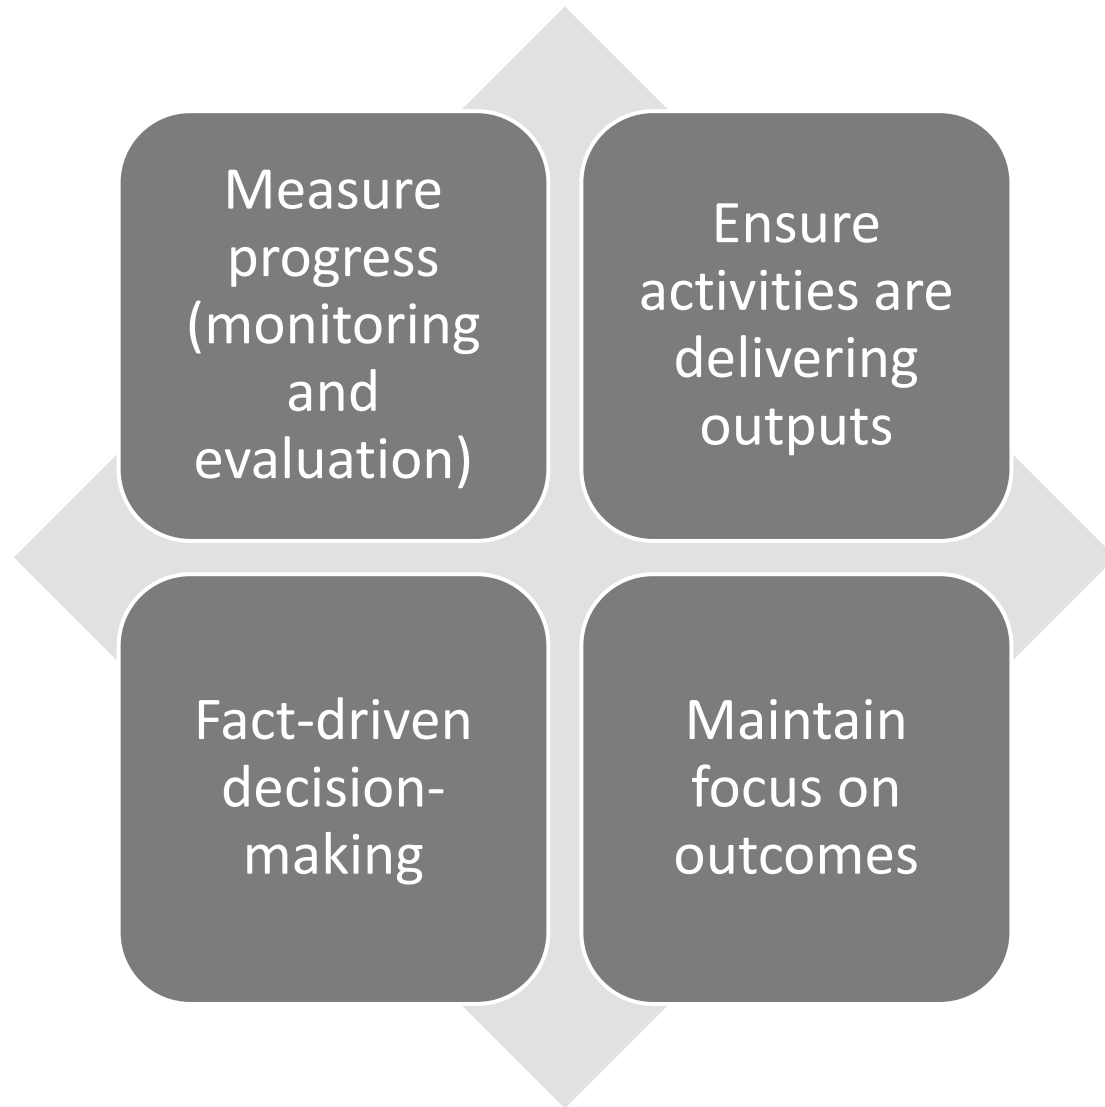 Measure
progress
(monitoring
and
evaluation)
Ensure
activities are
delivering
outputs
Fact-driven
decision-
making
Maintain
focus on
outcomes